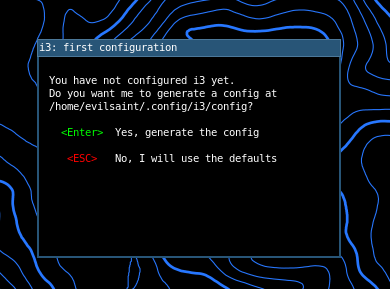 i3: first configuration
You have not configured i3 yet.
Do you want me to generate a config at
/home/evilsaint/.config/i3/config?
<Enter> Yes, generate the config
<ESC> No, I will use the defaults